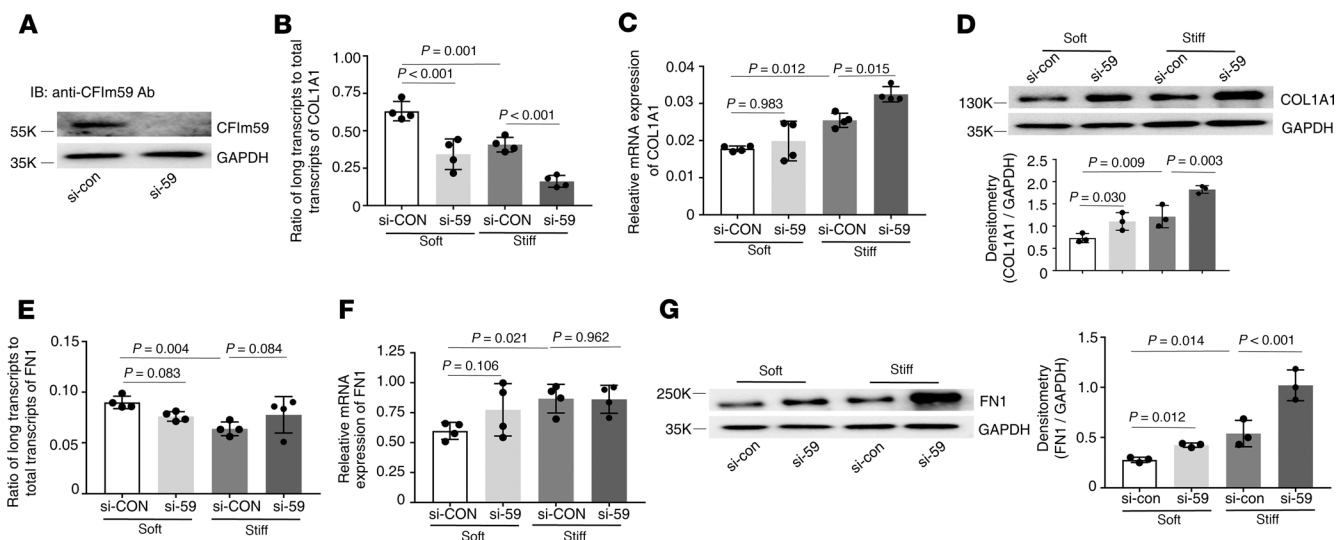 A
IB: anti-CFIm59 Ab
55K
CFIm59
35K
GAPDH
si-con
si-59
B
Ratio of long transcripts to total
transcripts of COL1A1
1.00
0.75
0.50
0.25
0
P = 0.001
P < 0.001
P < 0.001
si-CON
si-59
si-CON
si-59
Soft
Stiff
C
Releative mRNA expression
of COL1A1
0.04
0.03
0.02
0.01
0
P = 0.012
P = 0.015
P = 0.983
si-CON
si-59
si-CON
si-59
Soft
Stiff
D
Soft
Stiff
si-con
si-59
si-con
si-59
130K
COL1A1
35K
GAPDH
Densitometry
(COL1A1 / GAPDH)
2.5
2.0
1.5
1.0
0.5
0
P = 0.009
P = 0.003
P = 0.030
E
Ratio of long transcripts to
total transcripts of FN1
0.15
0.10
0.05
0.00
P = 0.004
P = 0.084
P = 0.083
si-CON
si-59
si-CON
si-59
Soft
Stiff
F
Releative mRNA
expression of FN1
1.25
1.00
0.75
0.50
0.25
0
P = 0.021
P = 0.962
P = 0.106
si-CON
si-59
si-CON
si-59
Soft
Stiff
G
Soft
Stiff
250K
FN1
35K
GAPDH
si-con
si-59
si-con
si-59
Densitometry
(FN1 / GAPDH)
1.5
1.0
0.5
0
P = 0.014
P < 0.001
P = 0.012
si-con
si-59
si-con
si-59
Soft
Stiff